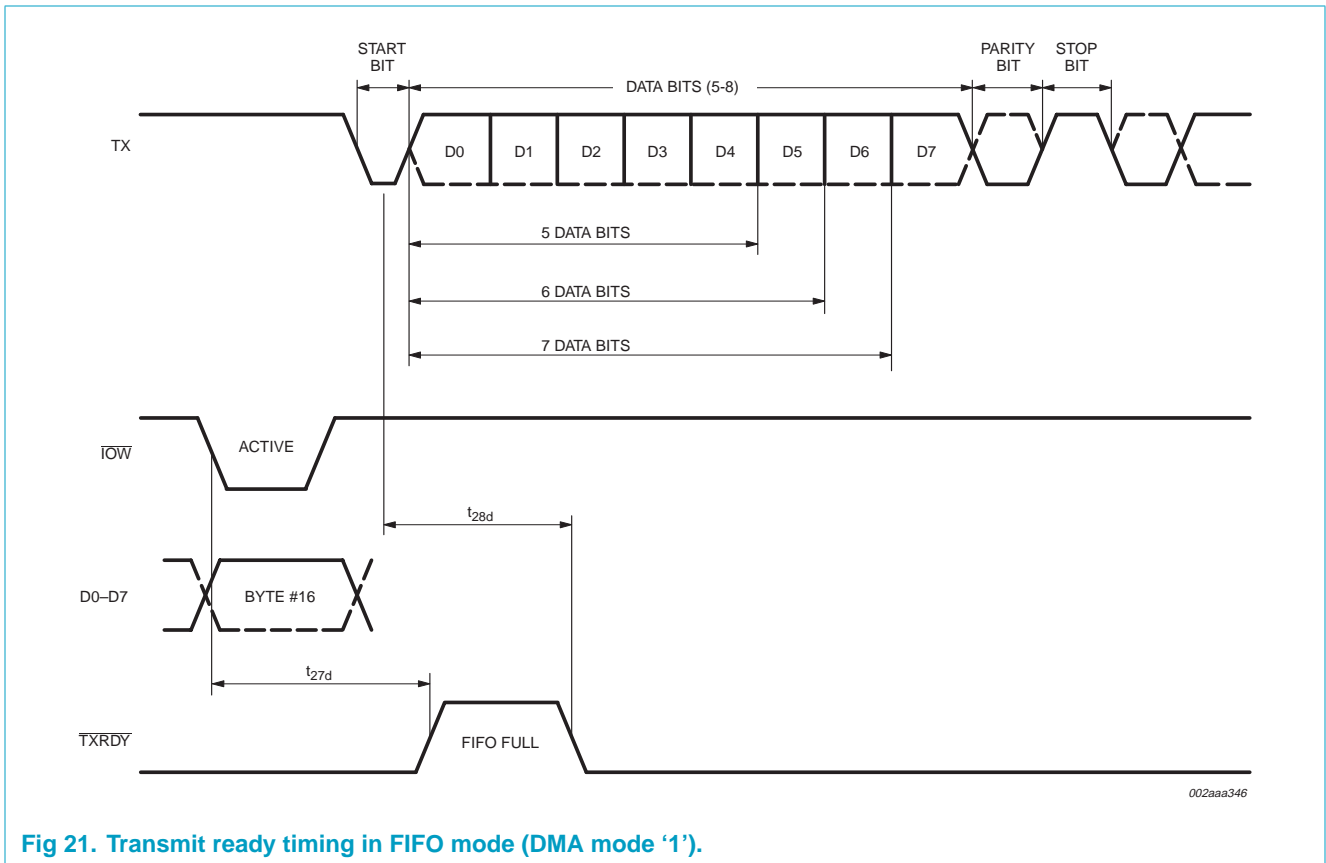 START
BIT
DATA BITS (5-8)
PARITY
BIT
STOP
BIT
TX
D0
D1
D2
D3
D4
D5
D6
D7
5 DATA BITS
6 DATA BITS
7 DATA BITS
IOW
ACTIVE
t28d
D0–D7
BYTE #16
t27d
TXRDY
FIFO FULL
002aaa346
Fig 21. Transmit ready timing in FIFO mode (DMA mode ‘1’).